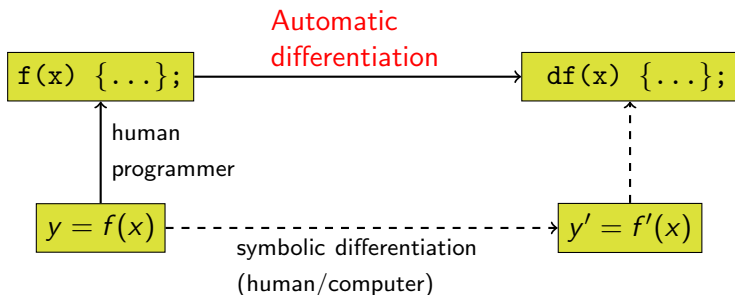 Automatic
differentiation
f(x) {...};
df(x) {...};
human
programmer
y = f(x)
y′ = f′(x)
symbolic differentiation
(human/computer)